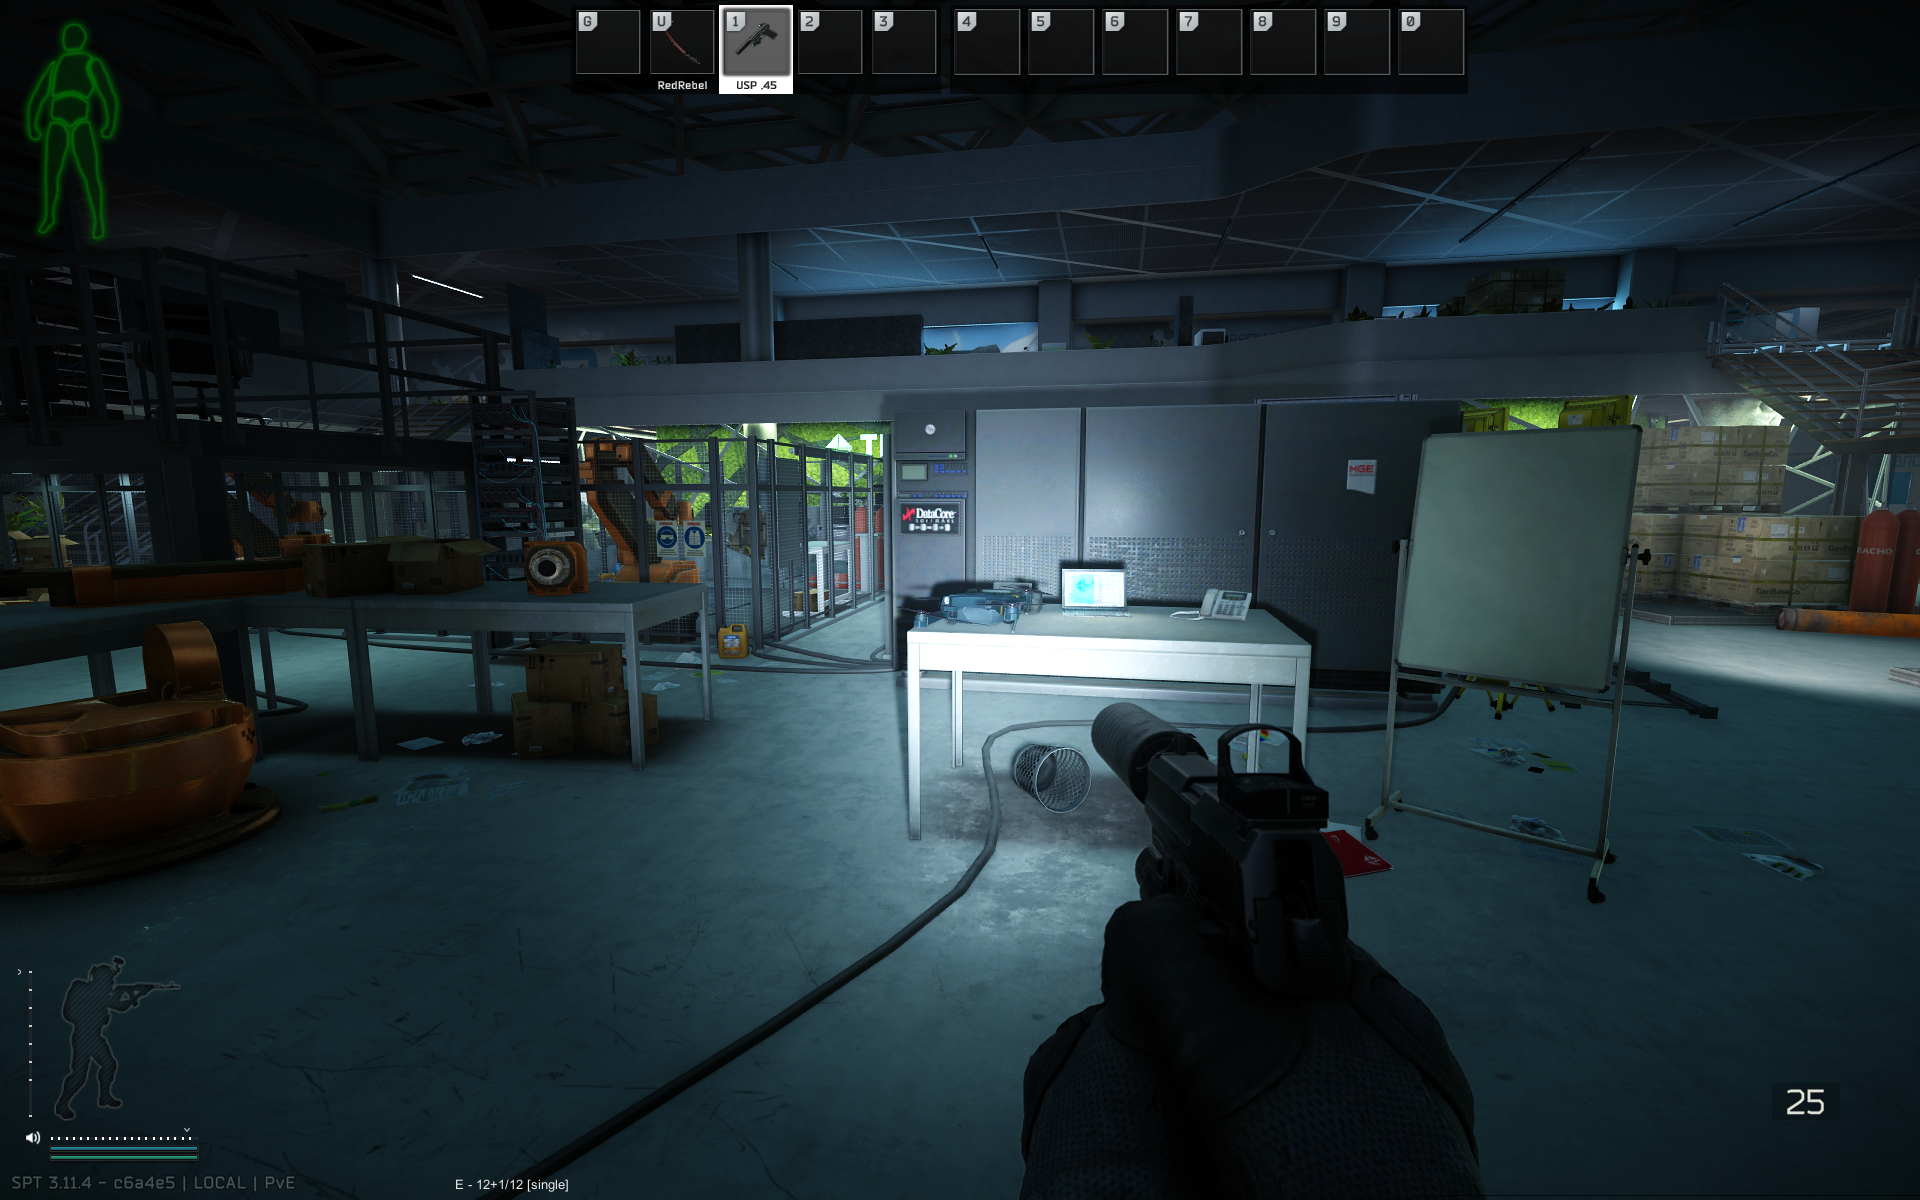 G
U
1
2
3
4
5
6
7
8
9
0
RedRebel
USP .45
DataCore
SOFTWARE
MGE
25
SPT 3.11.4 - c6a4e5 | LOCAL | PvE
E - 12+1/12 [single]